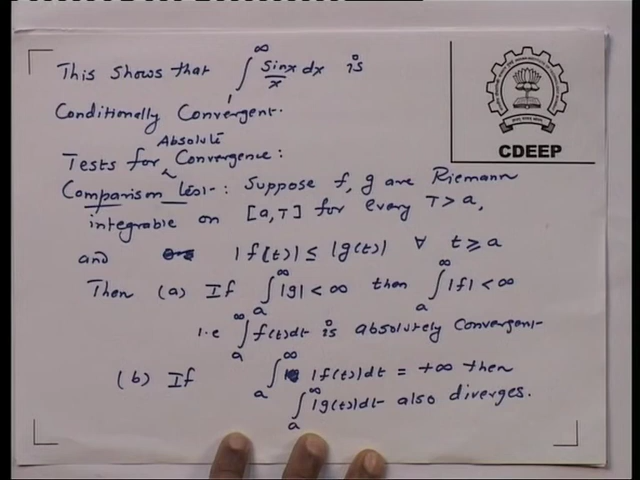 This shows that ∫₁^∞ sinx/x dx is
Conditionally Convergent.
Absolute
Tests for ‸ Convergence:
Comparison test-: Suppose f, g are Riemann
integrable on [a,T] for every T > a,
and |f(t)| ≤ |g(t)| ∀ t ≥ a
Then (a) If ∫ₐ^∞ |g| < ∞ then ∫ₐ^∞ |f| < ∞
i.e ∫ₐ^∞ f(t)dt is absolutely convergent-
(b) If ∫ₐ^∞ |f(t)|dt = +∞ then
∫ₐ^∞ |g(t)|dt also diverges.
CDEEP